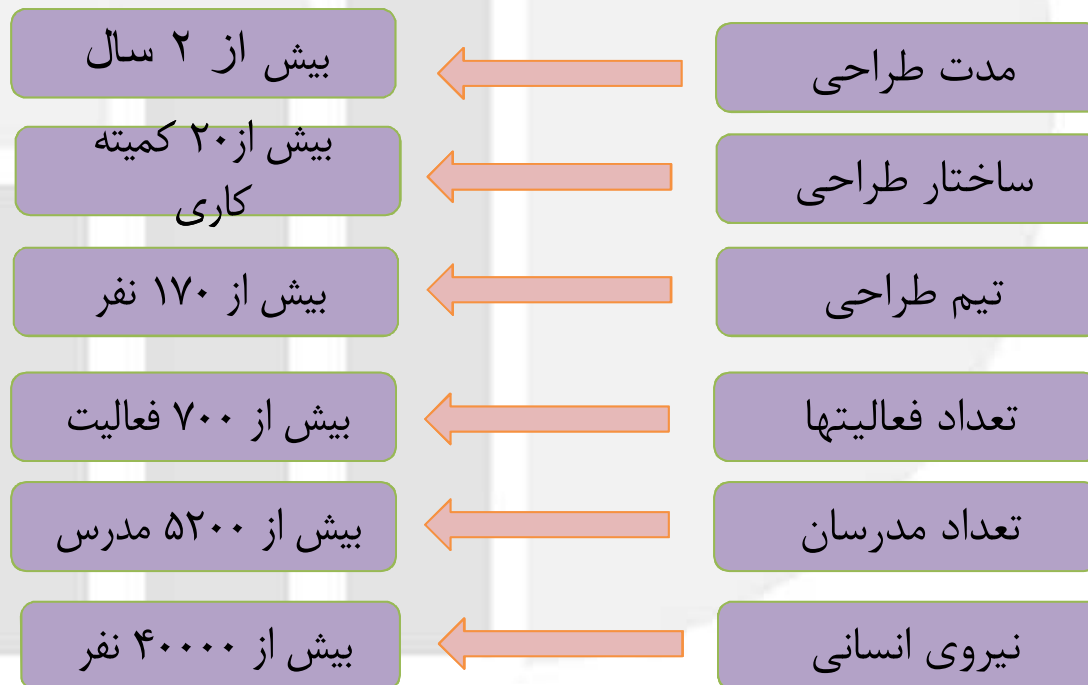 مدت طراحی
بیش از ۲ سال
ساختار طراحی
بیش از۲۰ کمیته
کاری
تیم طراحی
بیش از ۱۷۰ نفر
تعداد فعالیتها
بیش از ۷۰۰ فعالیت
تعداد مدرسان
بیش از ۵۲۰۰ مدرس
نیروی انسانی
بیش از ۴۰۰۰۰ نفر